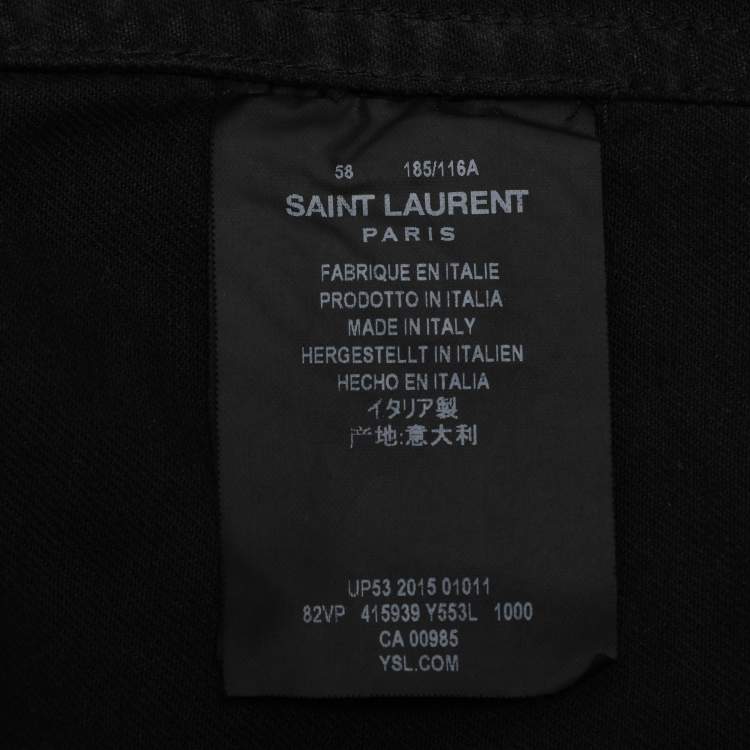 58 185/116A
SAINT LAURENT
PARIS
FABRIQUE EN ITALIE
PRODOTTO IN ITALIA
MADE IN ITALY
HERGESTELLT IN ITALIEN
HECHO EN ITALIA
イタリア製
产地:意大利
UP53 2015 01011
82VP 415939 Y553L 1000
CA 00985
YSL.COM